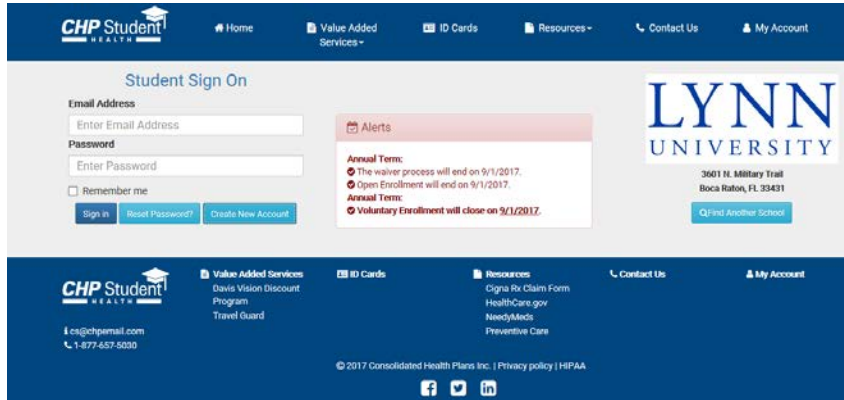 CHP Student
HEALTH
Home
Value Added
Services
ID Cards
Resources
Contact Us
My Account
Student Sign On
Email Address
Enter Email Address
Password
Enter Password
Remember me
Sign in
Reset Password?
Create New Account
Alerts
Annual Term:
The waiver process will end on 9/1/2017.
Open Enrollment will end on 9/1/2017.
Annual Term:
Voluntary Enrollment will close on 9/1/2017.
LYNN
UNIVERSITY
3601 N. Military Trail
Boca Raton, FL 33431
Find Another School
CHP Student
HEALTH
cs@chpemail.com
1-877-657-5030
Value Added Services
Davis Vision Discount
Program
Travel Guard
ID Cards
Resources
Cigna Rx Claim Form
HealthCare.gov
NeedyMeds
Preventive Care
Contact Us
My Account
© 2017 Consolidated Health Plans Inc. | Privacy policy | HIPAA